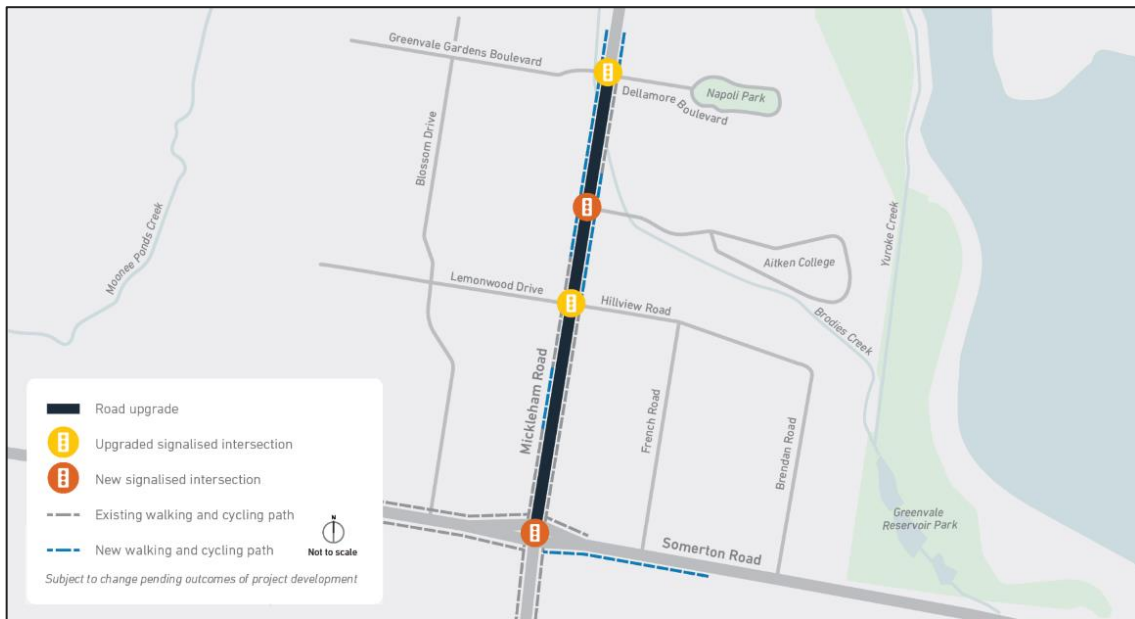 Greenvale Gardens Boulevard
Napoli Park
Dellamore Boulevard
Blossom Drive
Moonee Ponds Creek
Yuroke Creek
Aitken College
Lemonwood Drive
Hillview Road
Brodies Creek
Mickleham Road
French Road
Brendan Road
Greenvale
Reservoir Park
Somerton Road
Road upgrade
Upgraded signalised intersection
New signalised intersection
Existing walking and cycling path
New walking and cycling path
N
Not to scale
Subject to change pending outcomes of project development